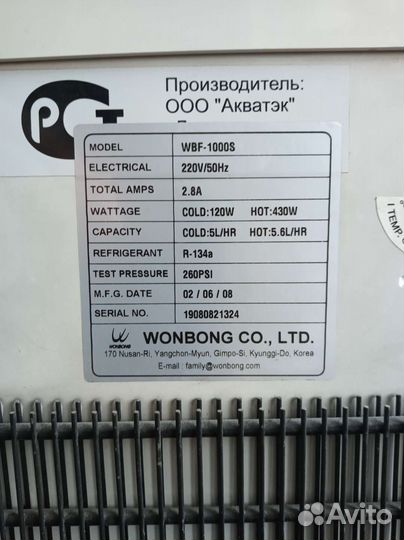 Производитель:
ООО "Акватэк"
MODEL WBF-1000S
ELECTRICAL 220V/50Hz
TOTAL AMPS 2.8A
WATTAGE COLD:120W HOT:430W
CAPACITY COLD:5L/HR HOT:5.6L/HR
REFRIGERANT R-134a
TEST PRESSURE 260PSI
M.F.G. DATE 02 / 06 / 08
SERIAL NO. 19080821324
WONBONG WONBONG CO., LTD.
170 Nusan-Ri, Yangchon-Myun, Gimpo-Si, Kyunggi-Do, Korea
E-mail : family@wonbong.com
TEMP.
Avito